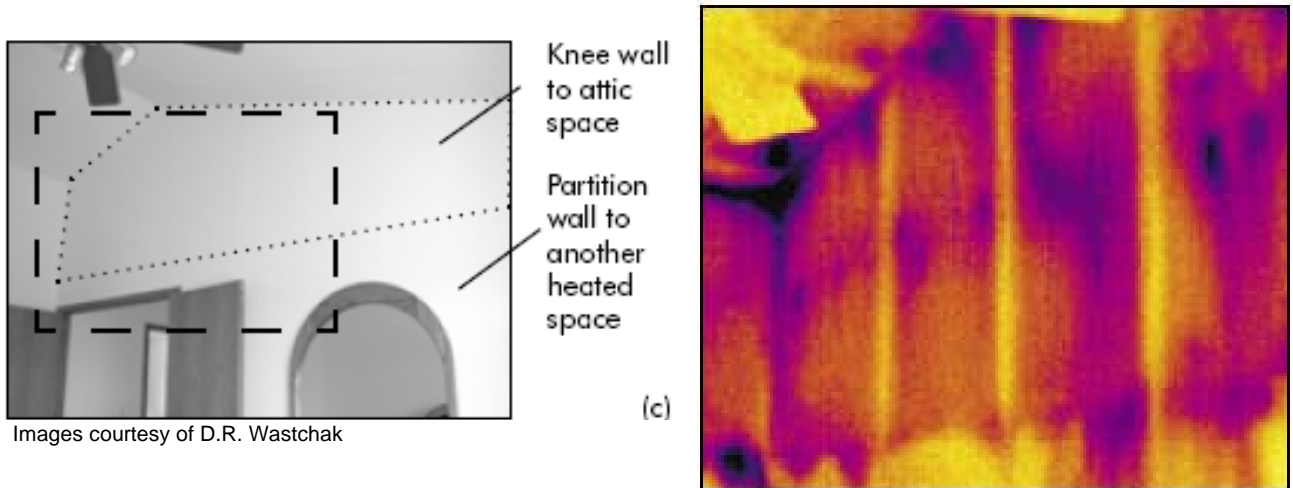 Knee wall
to attic
space
Partition
wall to
another
heated
space
(c)
Images courtesy of D.R. Wastchak